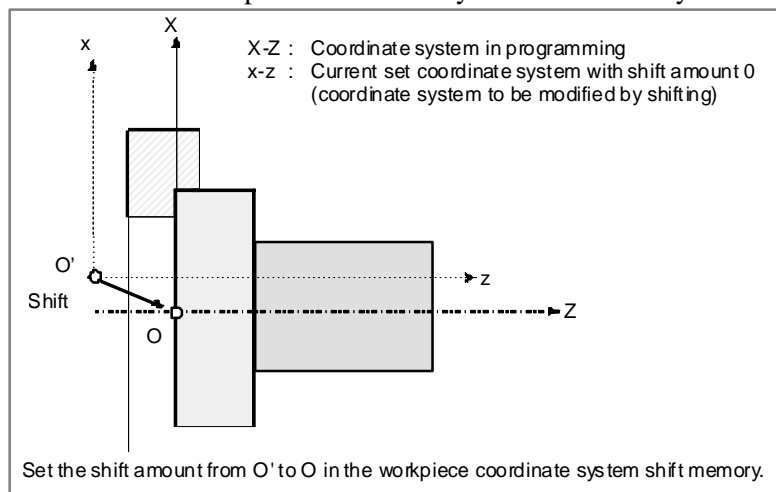 X
x
X-Z : Coordinate system in programming
x-z : Current set coordinate system with shift amount 0
(coordinate system to be modified by shifting)
O'
z
Shift
Z
O
Set the shift amount from O' to O in the workpiece coordinate system shift memory.